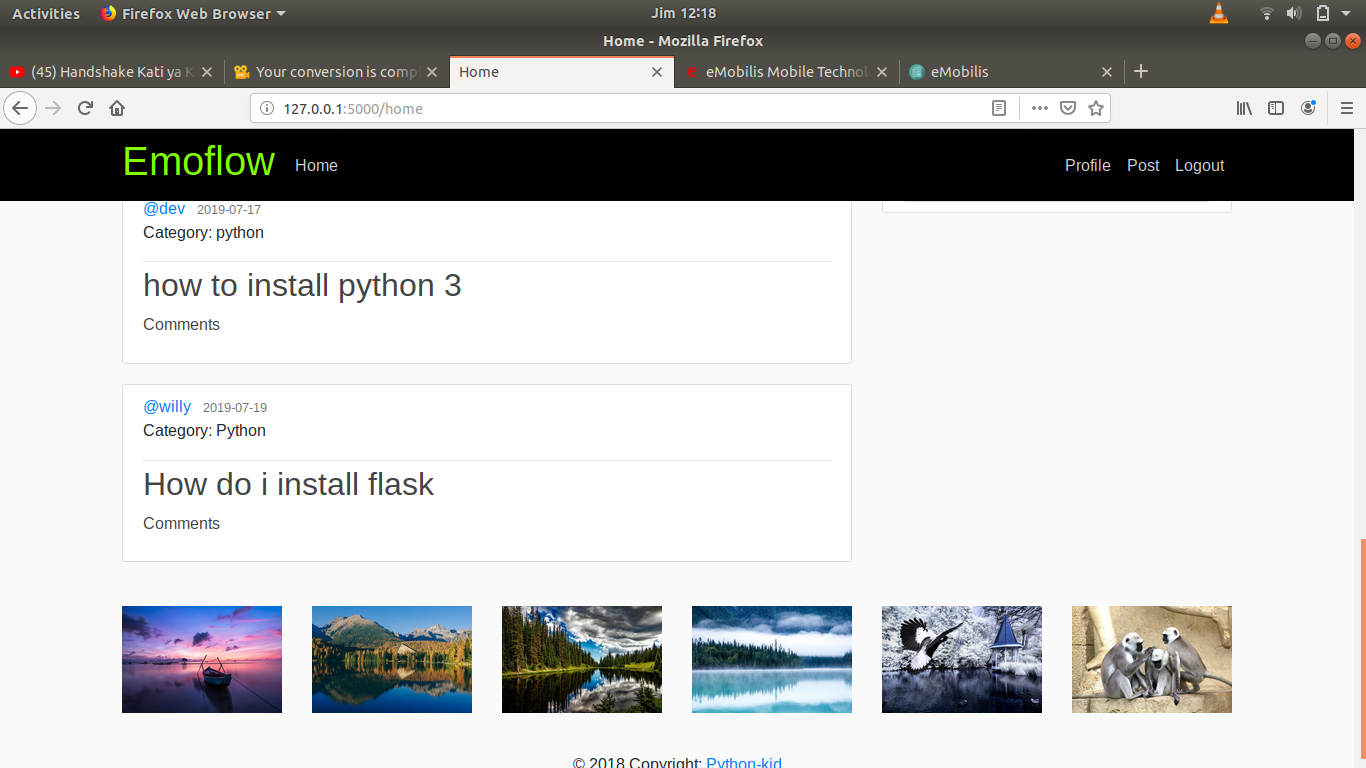 Activities Firefox Web Browser Jim 12:18
Home - Mozilla Firefox
(45) Handshake Kati ya K Your conversion is comp Home eMobilis Mobile Technol eMobilis
127.0.0.1:5000/home
Emoflow Home Profile Post Logout
@dev 2019-07-17
Category: python
how to install python 3
Comments
@willy 2019-07-19
Category: Python
How do i install flask
Comments
© 2018 Copyright: Python-kid